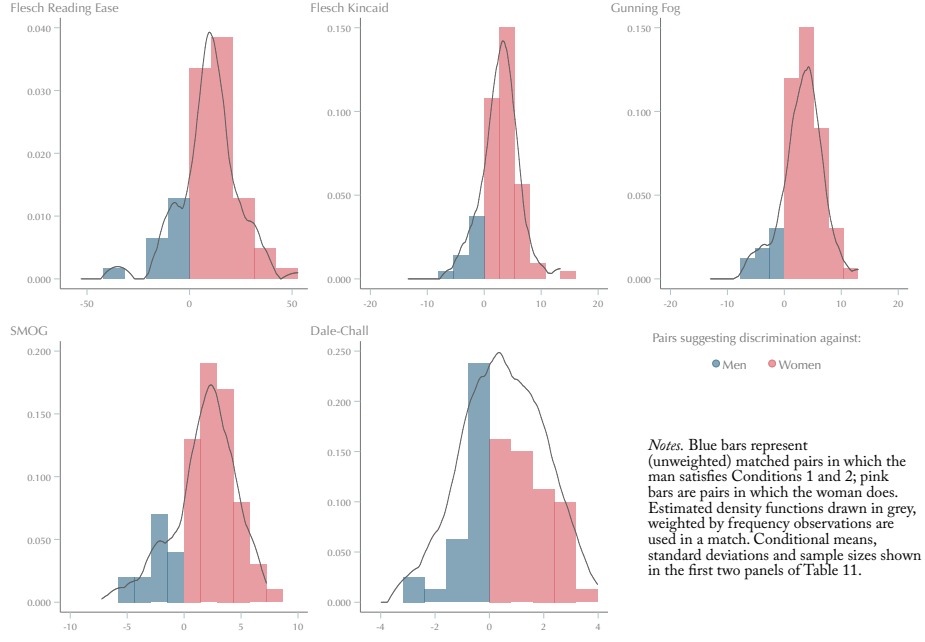 Flesch Reading Ease
0.040
0.030
0.020
0.010
0.000
-50
0
50
Flesch Kincaid
0.150
0.100
0.050
0.000
-20
-10
0
10
20
Gunning Fog
0.150
0.100
0.050
0.000
-20
-10
0
10
20
SMOG
0.200
0.150
0.100
0.050
0.000
-10
-5
0
5
10
Dale-Chall
0.250
0.200
0.150
0.100
0.050
0.000
-4
-2
0
2
4
Pairs suggesting discrimination against:
Men
Women
Notes. Blue bars represent
(unweighted) matched pairs in which the
man satisfies Conditions 1 and 2; pink
bars are pairs in which the woman does.
Estimated density functions drawn in grey,
weighted by frequency observations are
used in a match. Conditional means,
standard deviations and sample sizes shown
in the first two panels of Table 11.